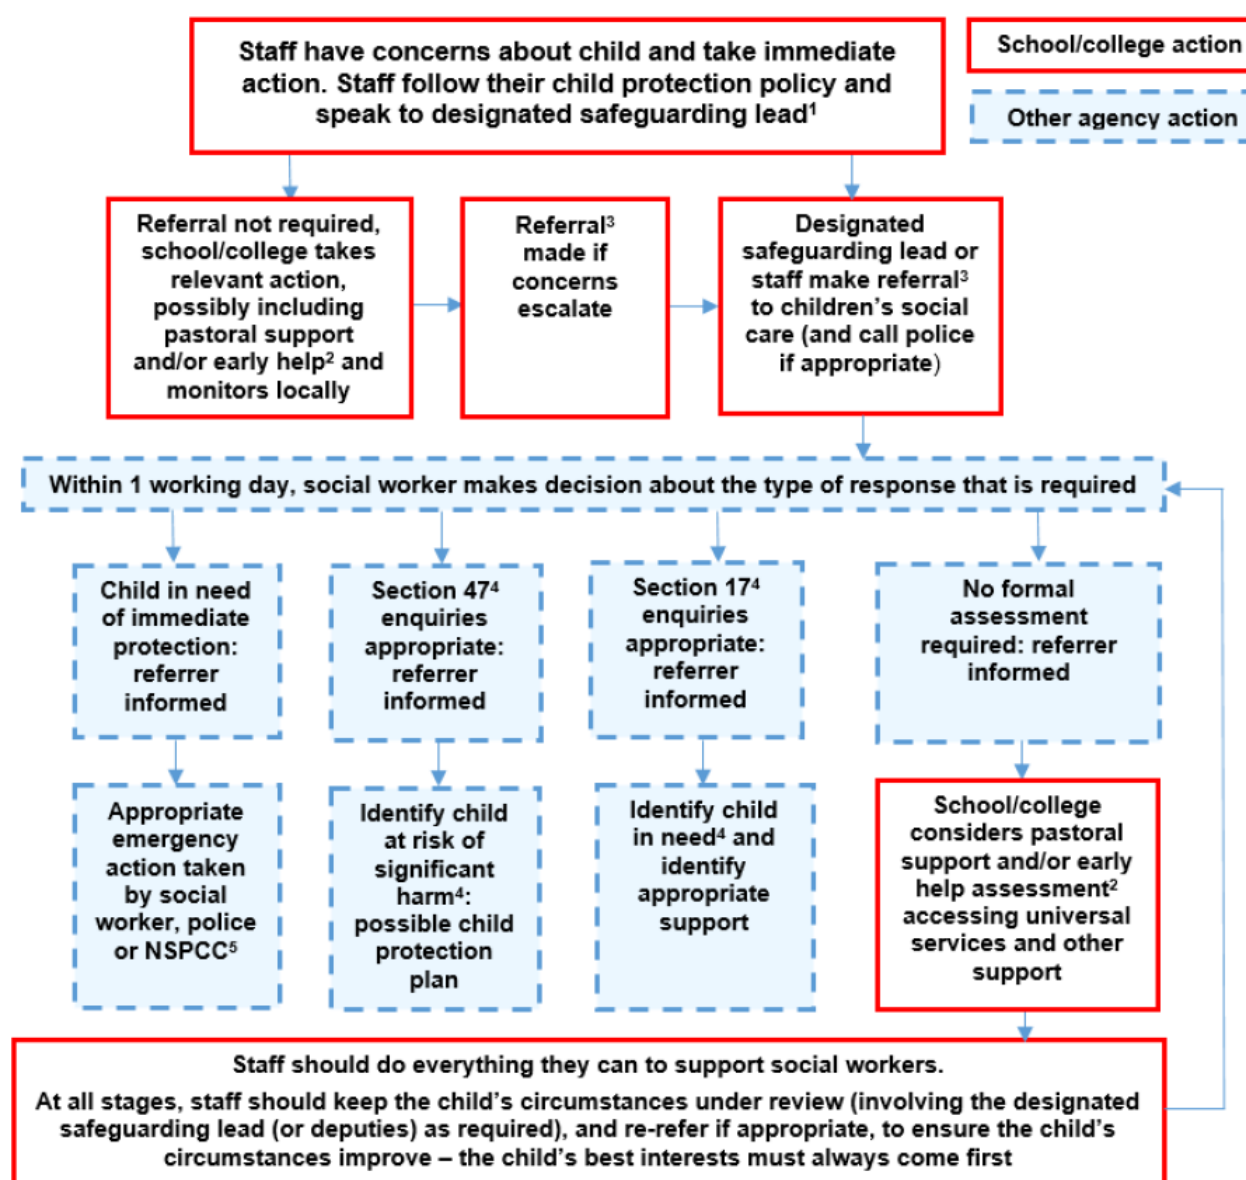 Staff have concerns about child and take immediate
action. Staff follow their child protection policy and
speak to designated safeguarding lead¹
School/college action
Other agency action
Referral not required,
school/college takes
relevant action,
possibly including
pastoral support
and/or early help² and
monitors locally
Referral³
made if
concerns
escalate
Designated
safeguarding lead or
staff make referral³
to children’s social
care (and call police
if appropriate)
Within 1 working day, social worker makes decision about the type of response that is required
Child in need
of immediate
protection:
referrer
informed
Section 47⁴
enquiries
appropriate:
referrer
informed
Section 17⁴
enquiries
appropriate:
referrer
informed
No formal
assessment
required: referrer
informed
Appropriate
emergency
action taken
by social
worker, police
or NSPCC⁵
Identify child
at risk of
significant
harm⁴:
possible child
protection
plan
Identify child
in need⁴ and
identify
appropriate
support
School/college
considers pastoral
support and/or early
help assessment²
accessing universal
services and other
support
Staff should do everything they can to support social workers.
At all stages, staff should keep the child’s circumstances under review (involving the designated
safeguarding lead (or deputies) as required), and re-refer if appropriate, to ensure the child’s
circumstances improve – the child’s best interests must always come first